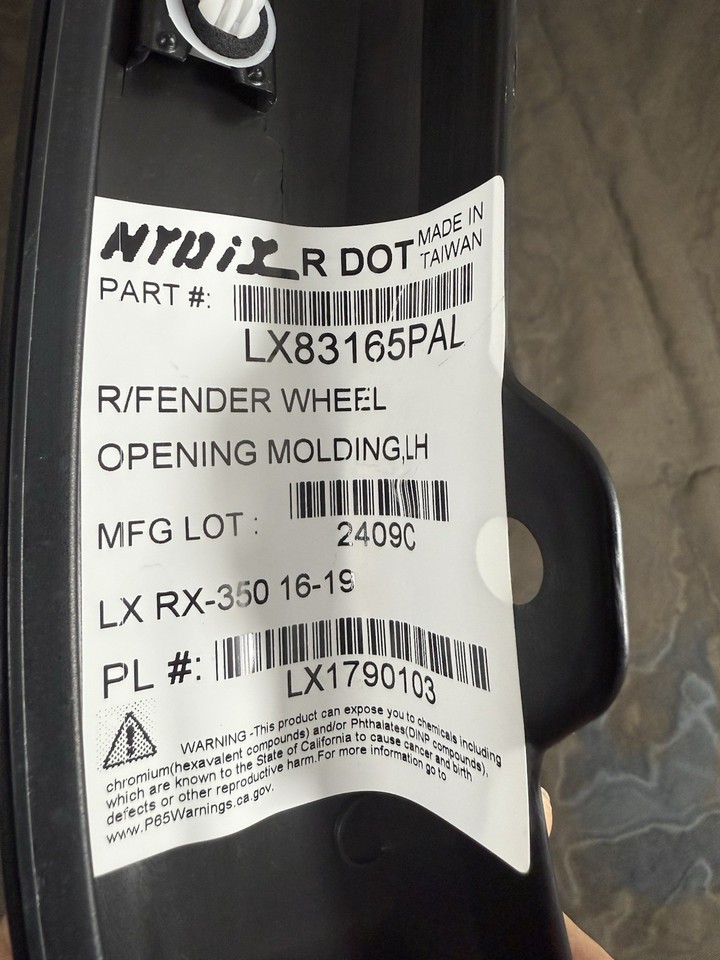 R DOT MADE IN TAIWAN
PART #:
LX83165PAL
R/FENDER WHEEL
OPENING MOLDING,LH
MFG LOT :
2409C
LX RX-350 16-19
PL #:
LX1790103
WARNING -This product can expose you to chemicals including
chromium(hexavalent compounds) and/or Phthalates(DINP compounds),
which are known to the State of California to cause cancer and birth
defects or other reproductive harm.For more information go to
www.P65Warnings.ca.gov.